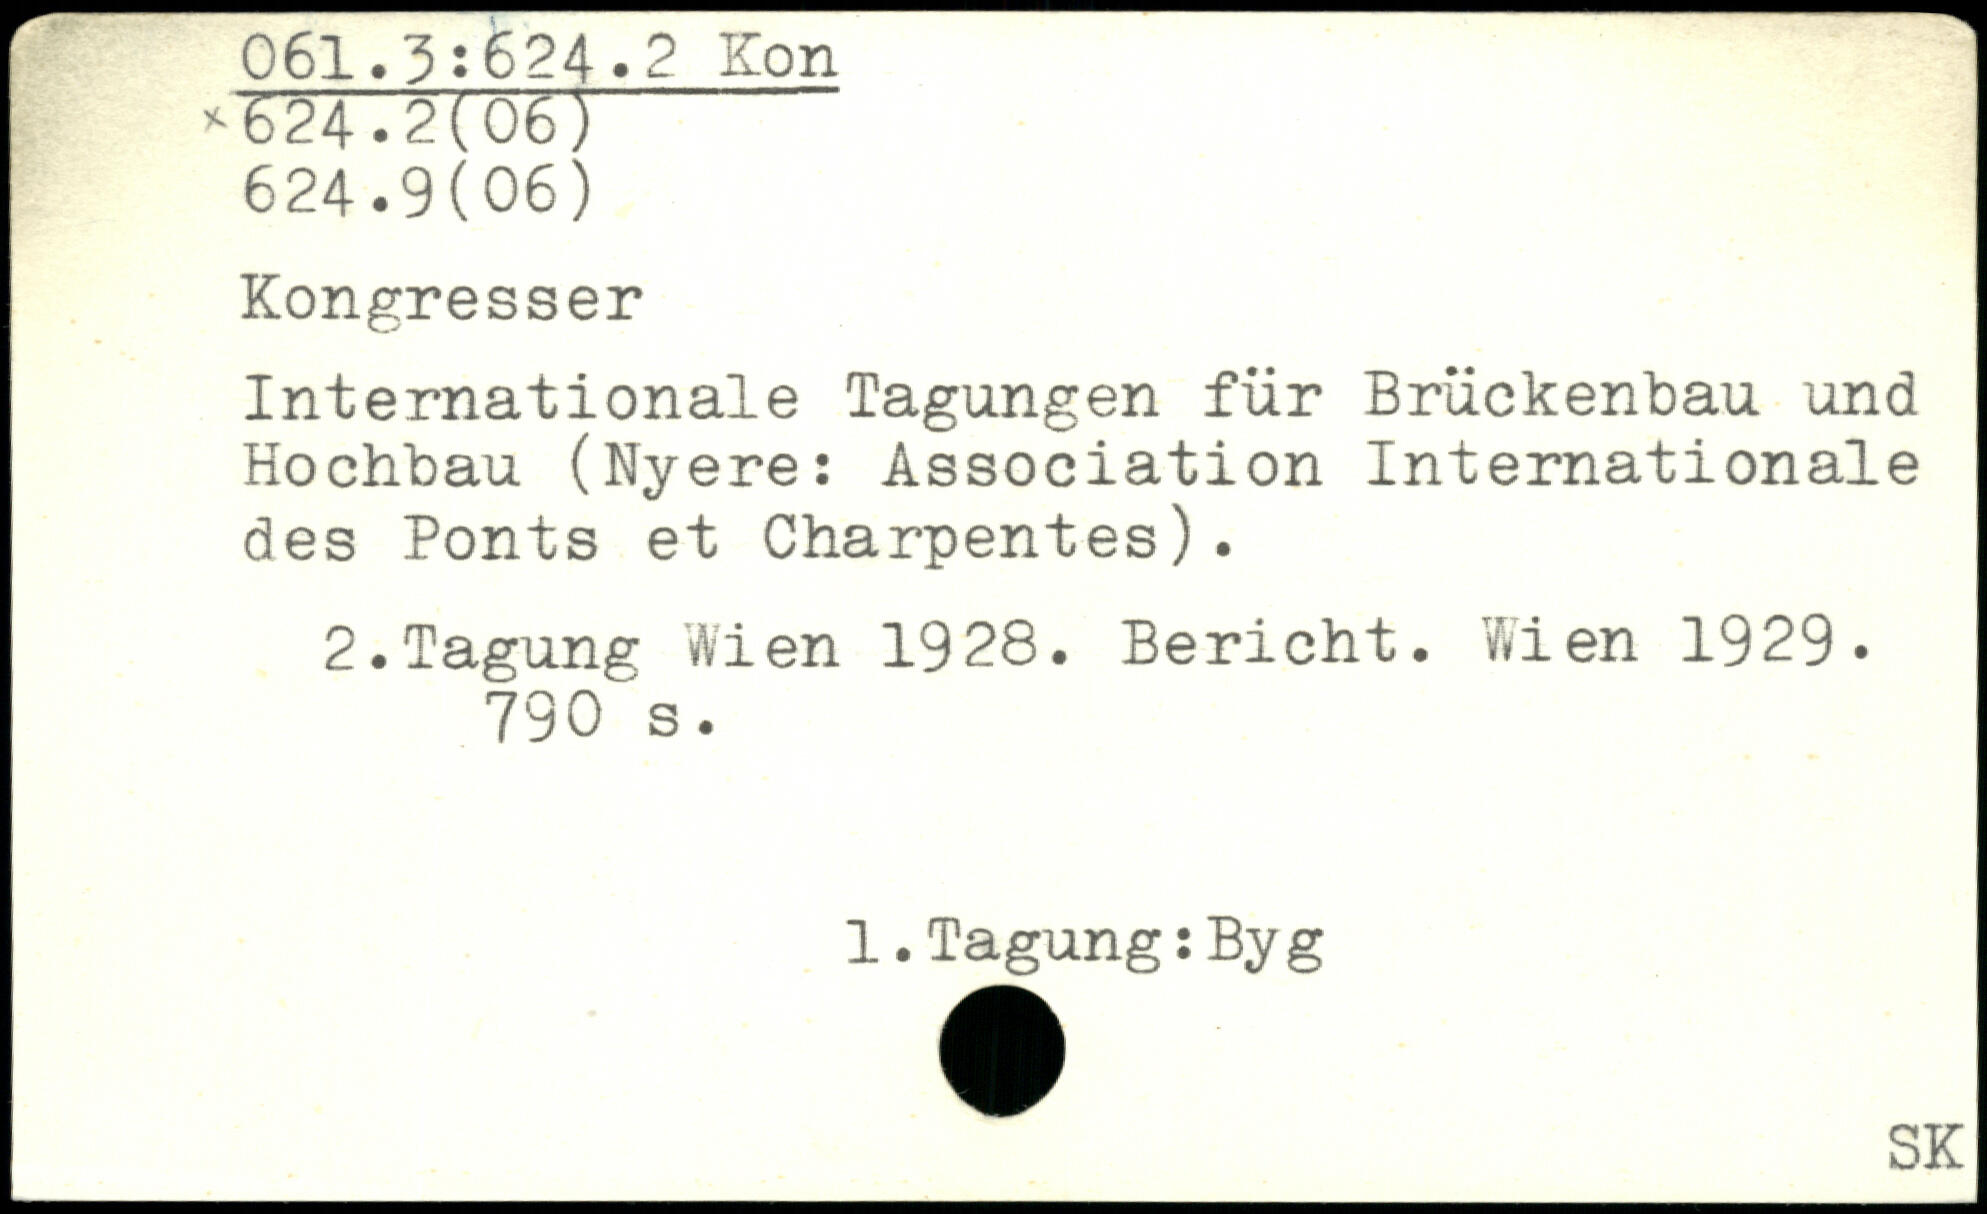 061.3:624.2 Kon
x624.2(06)
624.9(06)
Kongresser
Internationale Tagungen für Brückenbau und
Hochbau (Nyere: Association Internationale
des Ponts et Charpentes).
2.Tagung Wien 1928. Bericht. Wien 1929.
790 s.
1.Tagung:Byg
SK